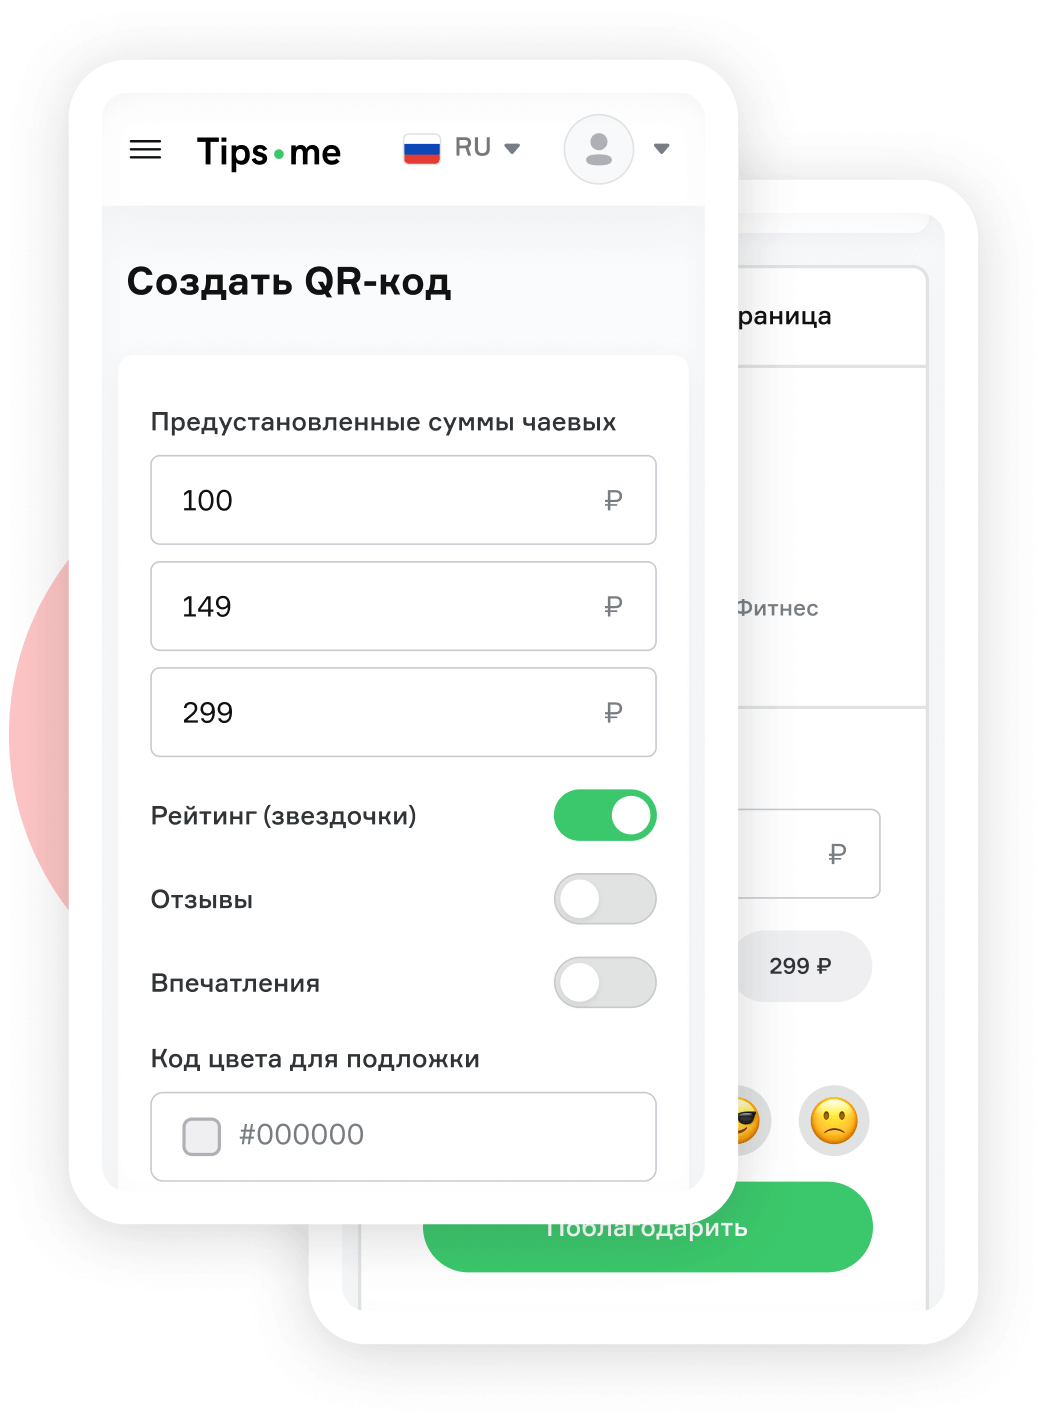 Tips•me
RU
Создать QR-код
Предустановленные суммы чаевых
100 ₽
149 ₽
299 ₽
Рейтинг (звездочки)
Отзывы
Впечатления
Код цвета для подложки
#000000
раница
Фитнес
₽
299 ₽
Поблагодарить